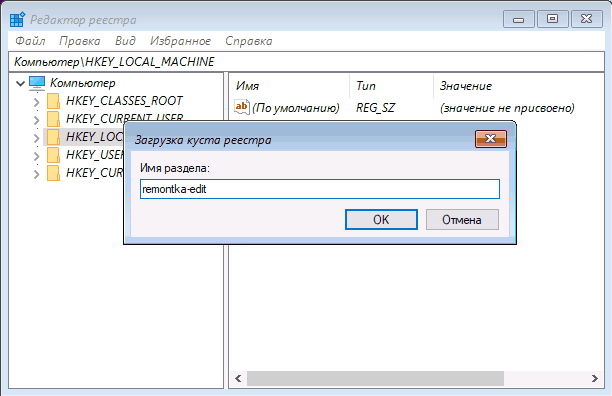 Редактор реестра
Файл Правка Вид Избранное Справка
Компьютер\HKEY_LOCAL_MACHINE
Компьютер
HKEY_CLASSES_ROOT
HKEY_CURRENT_USER
HKEY_LOC
HKEY_USE
HKEY_CUR
Имя Тип Значение
ab (По умолчанию) REG_SZ (значение не присвоено)
Загрузка куста реестра
Имя раздела:
remontka-edit
OK Отмена